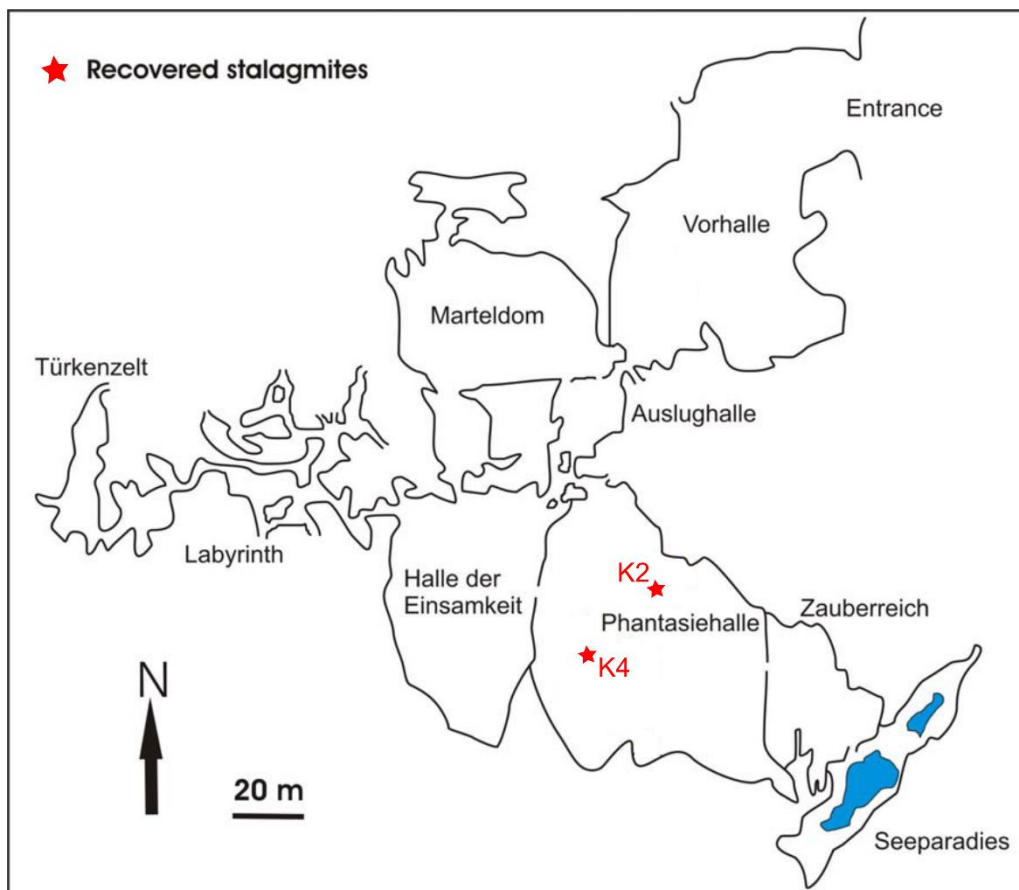 Recovered stalagmites
Entrance
Vorhalle
Marteldom
Türkenzelt
Auslughalle
Labyrinth
Halle der
Einsamkeit
K2
Phantasiehalle
Zauberreich
K4
N
20 m
Seeparadies